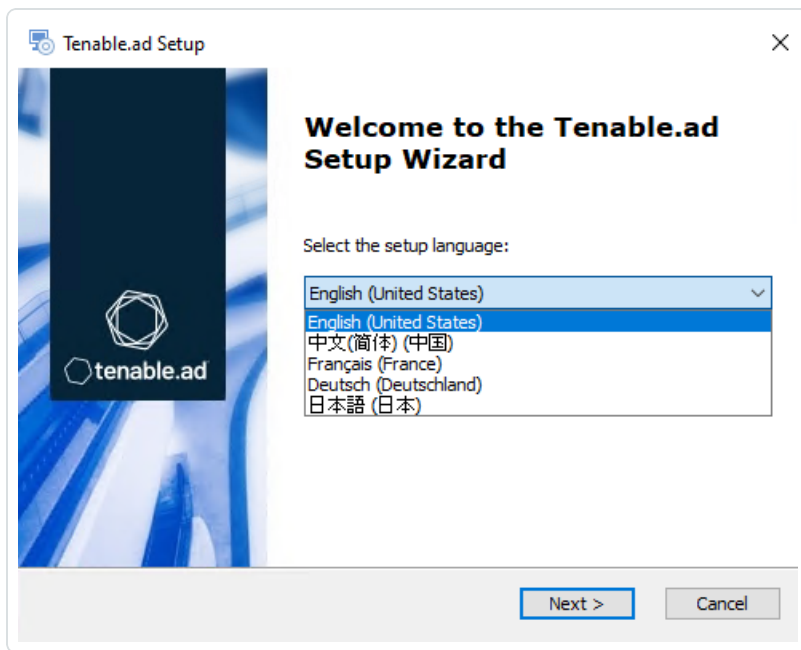 Tenable.ad Setup
Welcome to the Tenable.ad
Setup Wizard
Select the setup language:
English (United States)
English (United States)
中文(简体) (中国)
Français (France)
Deutsch (Deutschland)
日本語 (日本)
tenable.ad
Next >
Cancel